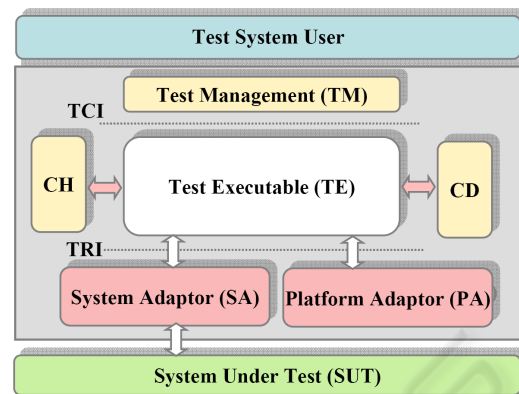 Test System User
Test Management (TM)
TCI
CH
Test Executable (TE)
CD
TRI
System Adaptor (SA)
Platform Adaptor (PA)
System Under Test (SUT)